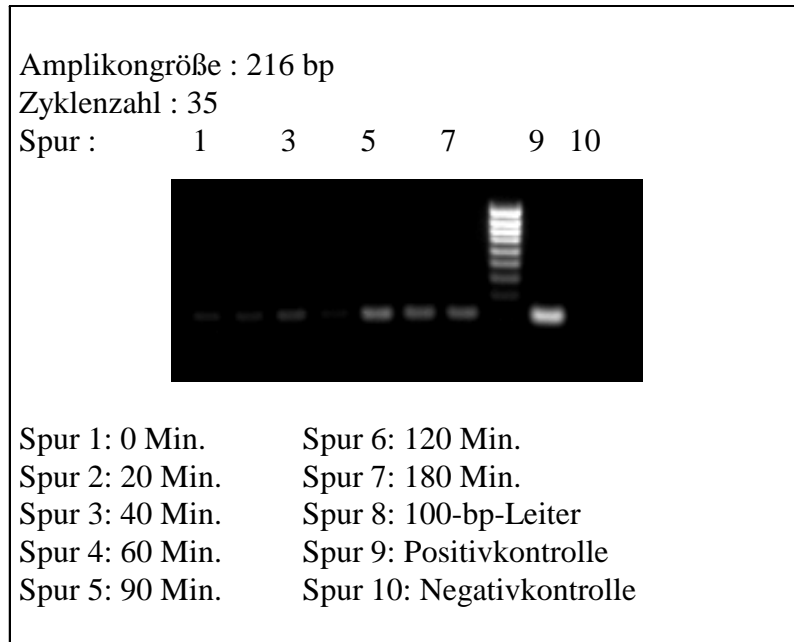 Amplikongröße : 216 bp
Zyklenzahl : 35
Spur : 1 3 5 7 9 10
Spur 1: 0 Min. Spur 6: 120 Min.
Spur 2: 20 Min. Spur 7: 180 Min.
Spur 3: 40 Min. Spur 8: 100-bp-Leiter
Spur 4: 60 Min. Spur 9: Positivkontrolle
Spur 5: 90 Min. Spur 10: Negativkontrolle